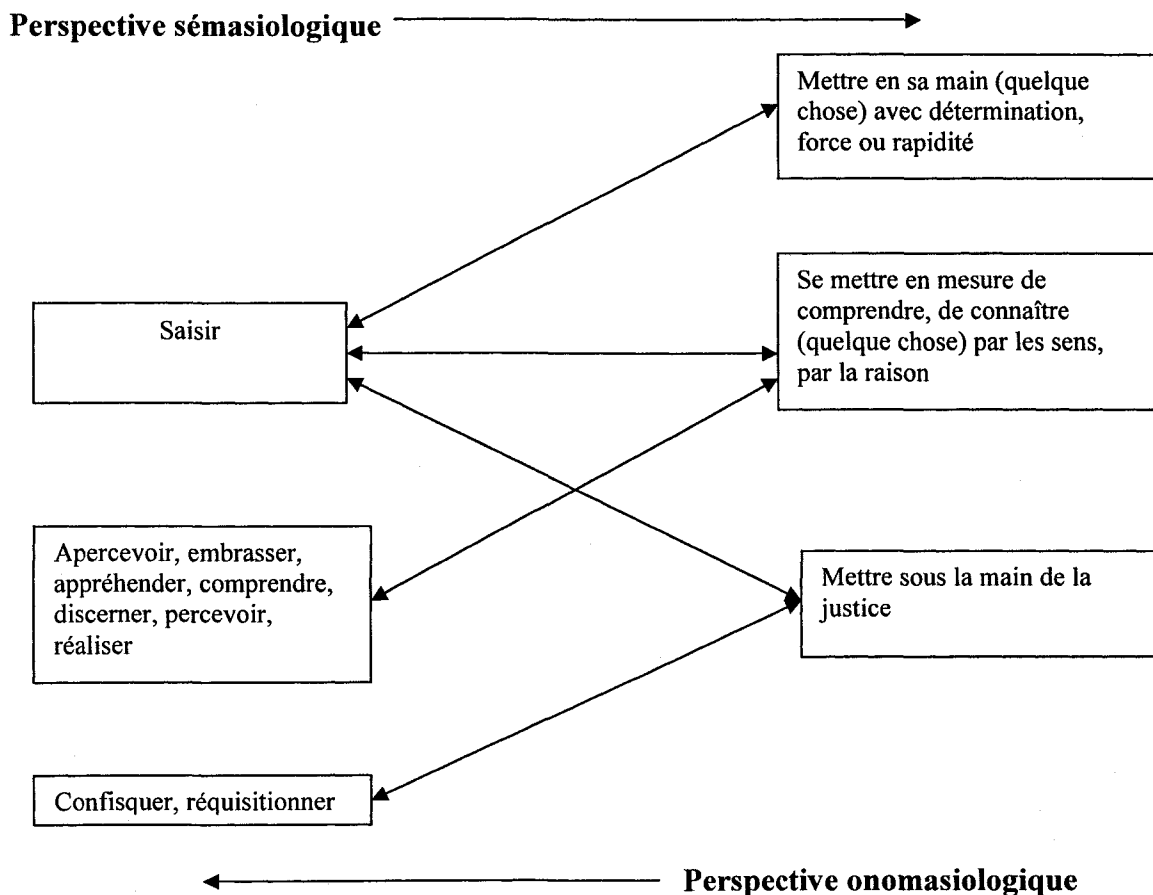 Perspective sémasiologique
Mettre en sa main (quelque
chose) avec détermination,
force ou rapidité
Saisir
Se mettre en mesure de
comprendre, de connaître
(quelque chose) par les sens,
par la raison
Apercevoir, embrasser,
appréhender, comprendre,
discerner, percevoir,
réaliser
Mettre sous la main de la
justice
Confisquer, réquisitionner
Perspective onomasiologique